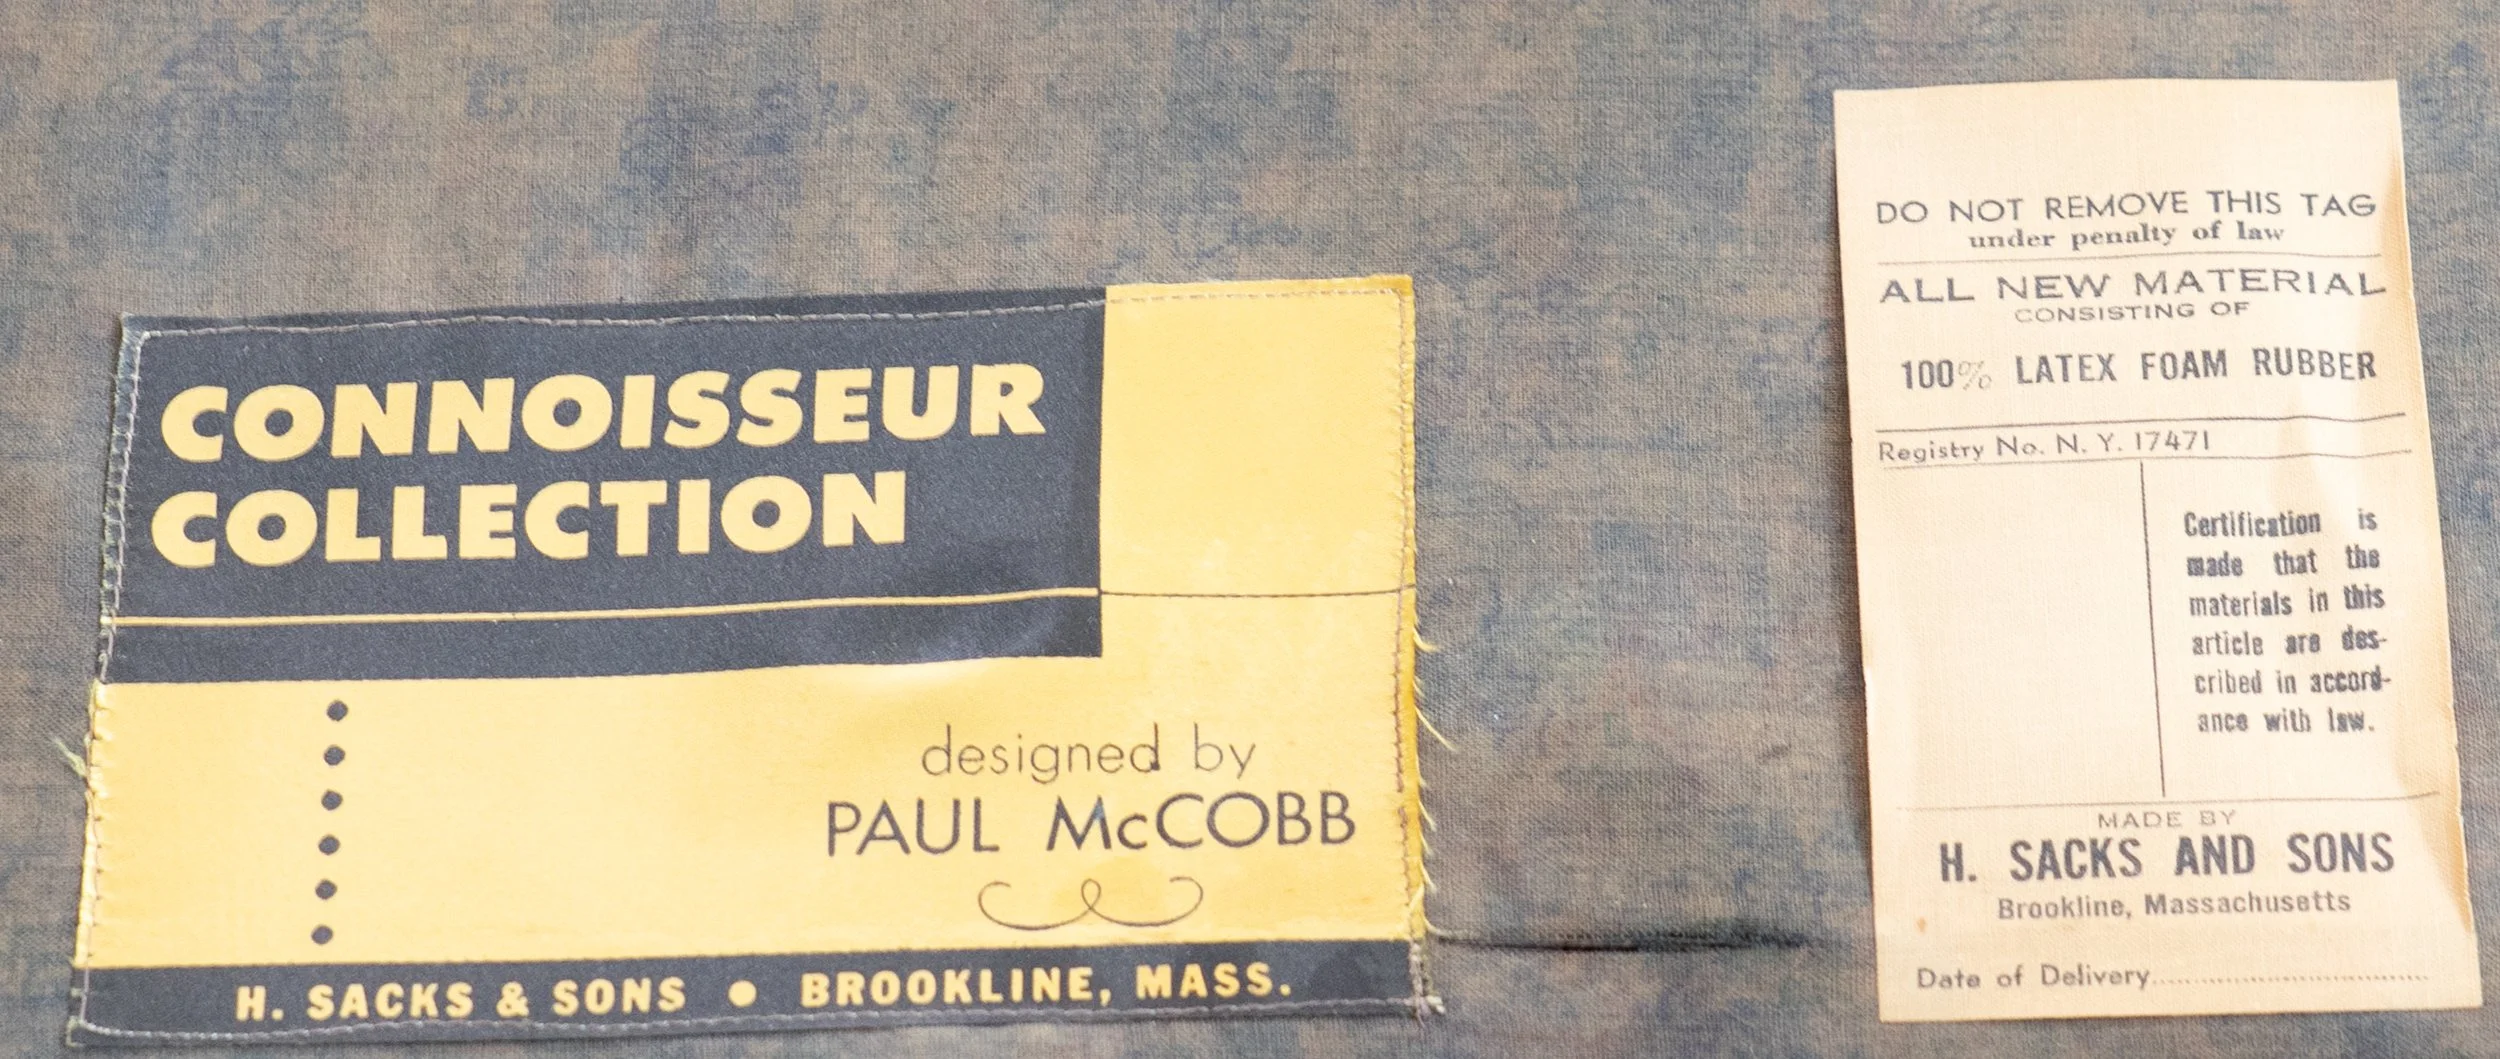 CONNOISSEUR
COLLECTION
designed by
PAUL McCOBB
H. SACKS & SONS ● BROOKLINE, MASS.
DO NOT REMOVE THIS TAG
under penalty of law
ALL NEW MATERIAL
CONSISTING OF
100% LATEX FOAM RUBBER
Registry No. N. Y. 17471
Certification is
made that the
materials in this
article are des-
cribed in accord-
ance with law.
MADE BY
H. SACKS AND SONS
Brookline, Massachusetts
Date of Delivery..............................